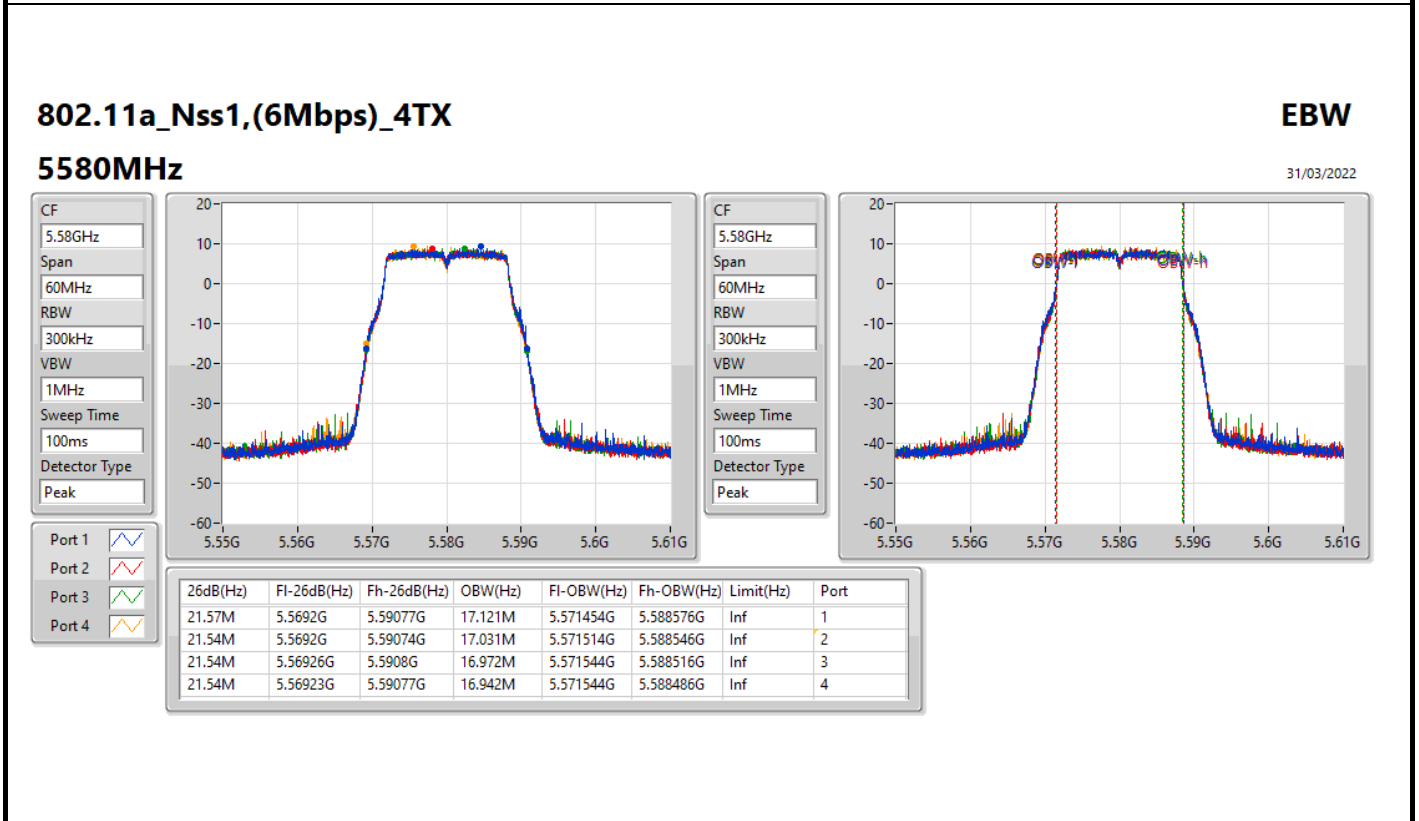 802.11a_Nss1,(6Mbps)_4TX EBW
5580MHz 31/03/2022
CF
5.58GHz
Span
60MHz
RBW
300kHz
VBW
1MHz
Sweep Time
100ms
Detector Type
Peak
20
10
0
-10
-20
-30
-40
-50
-60
5.55G 5.56G 5.57G 5.58G 5.59G 5.6G 5.61G
CF
5.58GHz
Span
60MHz
RBW
300kHz
VBW
1MHz
Sweep Time
100ms
Detector Type
Peak
20
10
0
-10
-20
-30
-40
-50
-60
OBW-l OBW-h
5.55G 5.56G 5.57G 5.58G 5.59G 5.6G 5.61G
Port 1
Port 2
Port 3
Port 4
26dB(Hz) Fl-26dB(Hz) Fh-26dB(Hz) OBW(Hz) Fl-OBW(Hz) Fh-OBW(Hz) Limit(Hz) Port
21.57M 5.5692G 5.59077G 17.121M 5.571454G 5.588576G Inf 1
21.54M 5.5692G 5.59074G 17.031M 5.571514G 5.588546G Inf 2
21.54M 5.56926G 5.5908G 16.972M 5.571544G 5.588516G Inf 3
21.54M 5.56923G 5.59077G 16.942M 5.571544G 5.588486G Inf 4